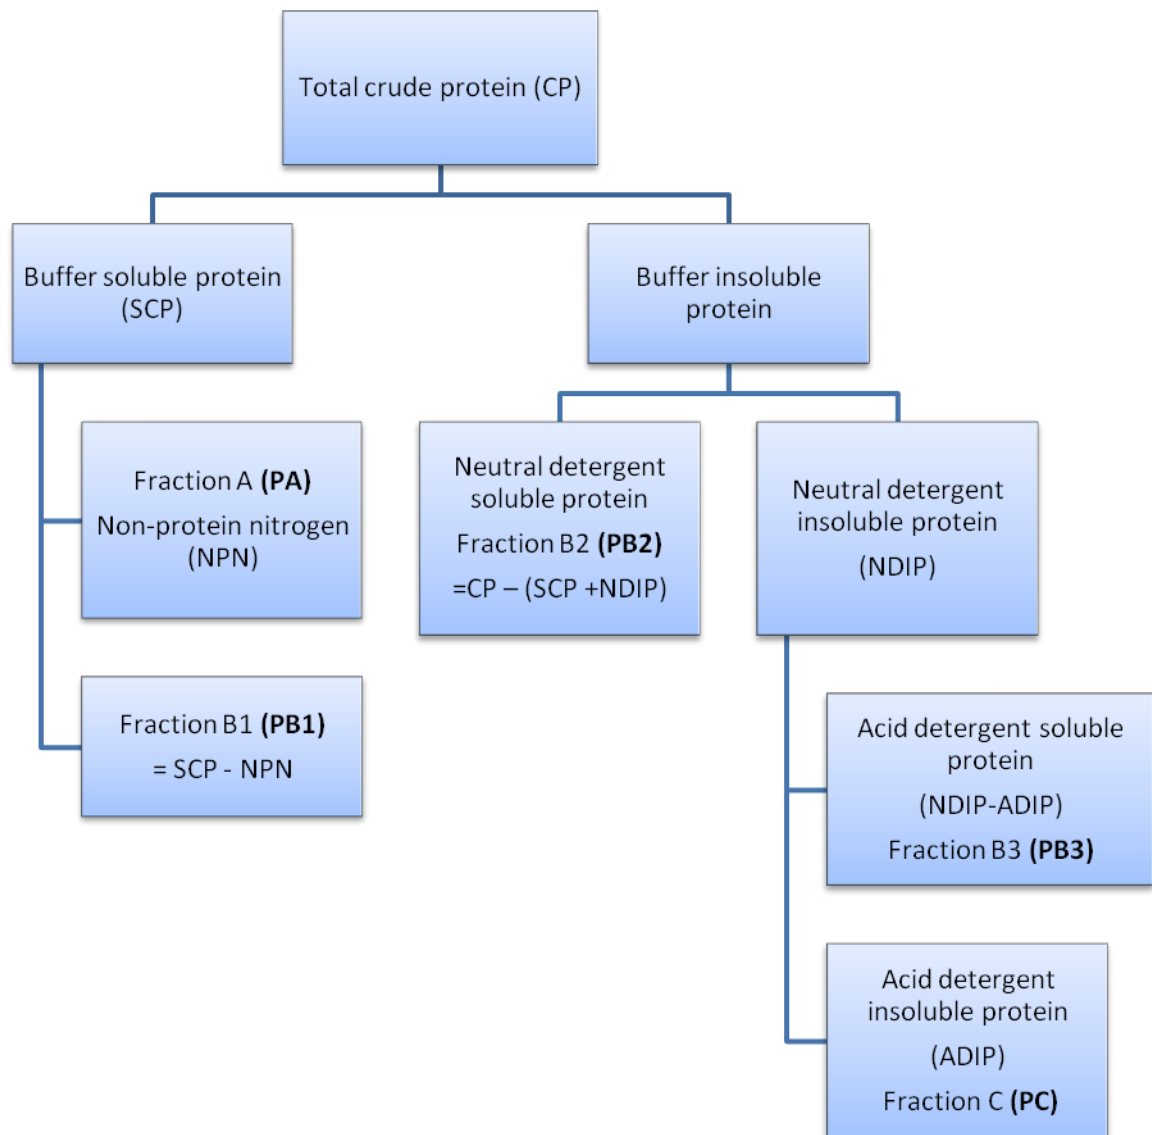 Total crude protein (CP)
Buffer soluble protein
(SCP)
Buffer insoluble
protein
Fraction A (PA)
Non-protein nitrogen
(NPN)
Neutral detergent
soluble protein
Fraction B2 (PB2)
=CP – (SCP +NDIP)
Neutral detergent
insoluble protein
(NDIP)
Fraction B1 (PB1)
= SCP - NPN
Acid detergent soluble
protein
(NDIP-ADIP)
Fraction B3 (PB3)
Acid detergent
insoluble protein
(ADIP)
Fraction C (PC)